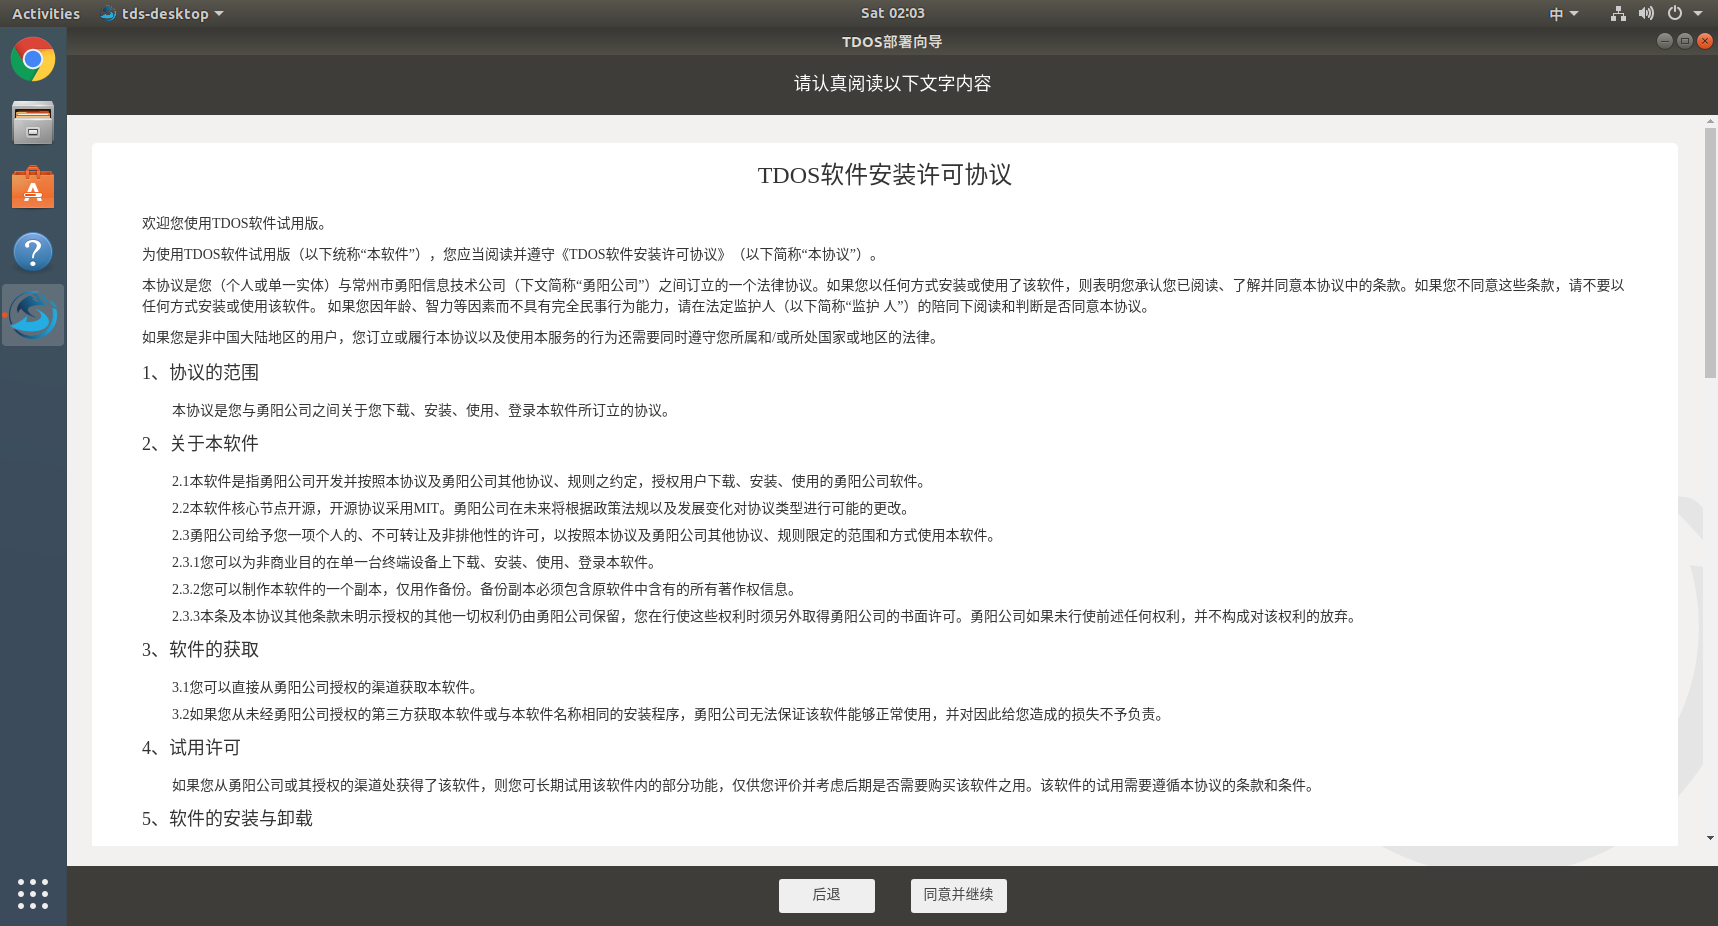 Activities
tds-desktop
Sat 02:03
中
TDOS部署向导
请认真阅读以下文字内容
TDOS软件安装许可协议
欢迎您使用TDOS软件试用版。
为使用TDOS软件试用版（以下统称“本软件”），您应当阅读并遵守《TDOS软件安装许可协议》（以下简称“本协议”）。
本协议是您（个人或单一实体）与常州市勇阳信息技术公司（下文简称“勇阳公司”）之间订立的一个法律协议。如果您以任何方式安装或使用了该软件，则表明您承认您已阅读、了解并同意本协议中的条款。如果您不同意这些条款，请不要以
任何方式安装或使用该软件。 如果您因年龄、智力等因素而不具有完全民事行为能力，请在法定监护人（以下简称“监护 人”）的陪同下阅读和判断是否同意本协议。
如果您是非中国大陆地区的用户，您订立或履行本协议以及使用本服务的行为还需要同时遵守您所属和/或所处国家或地区的法律。
1、协议的范围
本协议是您与勇阳公司之间关于您下载、安装、使用、登录本软件所订立的协议。
2、关于本软件
2.1本软件是指勇阳公司开发并按照本协议及勇阳公司其他协议、规则之约定，授权用户下载、安装、使用的勇阳公司软件。
2.2本软件核心节点开源，开源协议采用MIT。勇阳公司在未来将根据政策法规以及发展变化对协议类型进行可能的更改。
2.3勇阳公司给予您一项个人的、不可转让及非排他性的许可，以按照本协议及勇阳公司其他协议、规则限定的范围和方式使用本软件。
2.3.1您可以为非商业目的在单一台终端设备上下载、安装、使用、登录本软件。
2.3.2您可以制作本软件的一个副本，仅用作备份。备份副本必须包含原软件中含有的所有著作权信息。
2.3.3本条及本协议其他条款未明示授权的其他一切权利仍由勇阳公司保留，您在行使这些权利时须另外取得勇阳公司的书面许可。勇阳公司如果未行使前述任何权利，并不构成对该权利的放弃。
3、软件的获取
3.1您可以直接从勇阳公司授权的渠道获取本软件。
3.2如果您从未经勇阳公司授权的第三方获取本软件或与本软件名称相同的安装程序，勇阳公司无法保证该软件能够正常使用，并对因此给您造成的损失不予负责。
4、试用许可
如果您从勇阳公司或其授权的渠道处获得了该软件，则您可长期试用该软件内的部分功能，仅供您评价并考虑后期是否需要购买该软件之用。该软件的试用需要遵循本协议的条款和条件。
5、软件的安装与卸载
后退
同意并继续